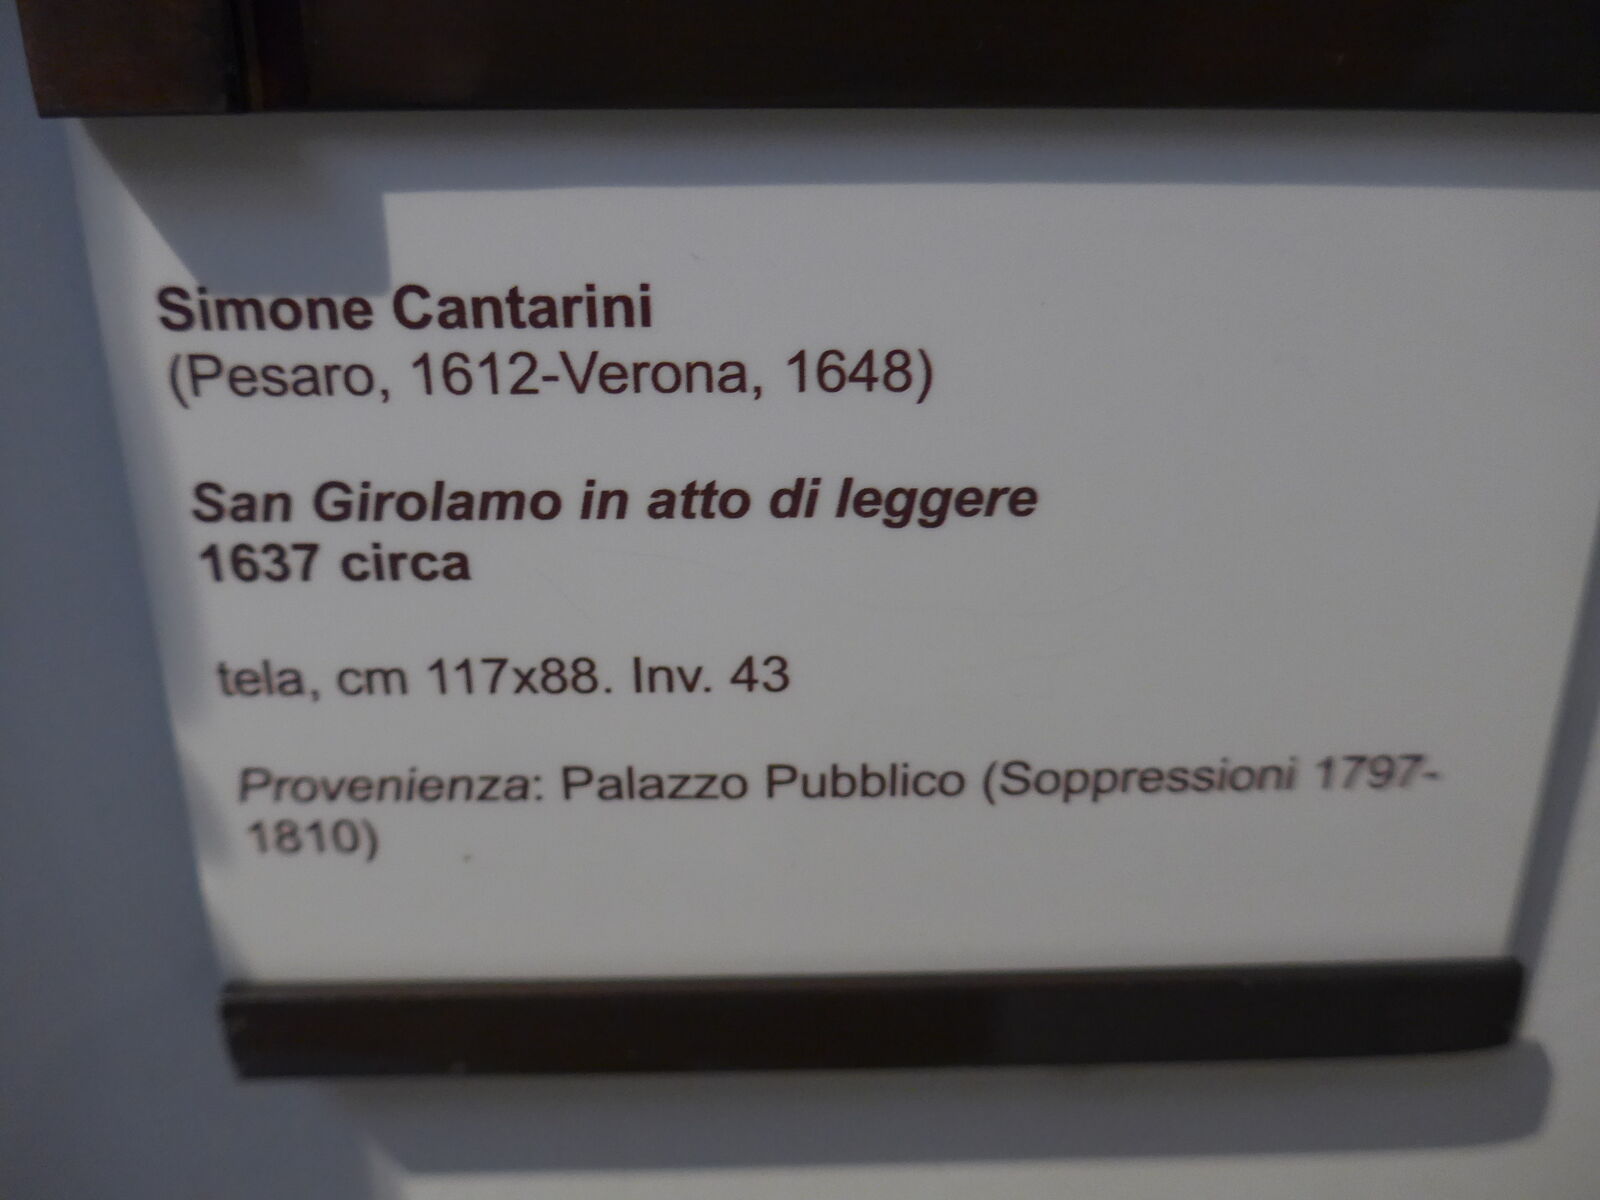 Simone Cantarini
(Pesaro, 1612-Verona, 1648)
San Girolamo in atto di leggere
1637 circa
tela, cm 117x88. Inv. 43
Provenienza: Palazzo Pubblico (Soppressioni 1797-
1810)